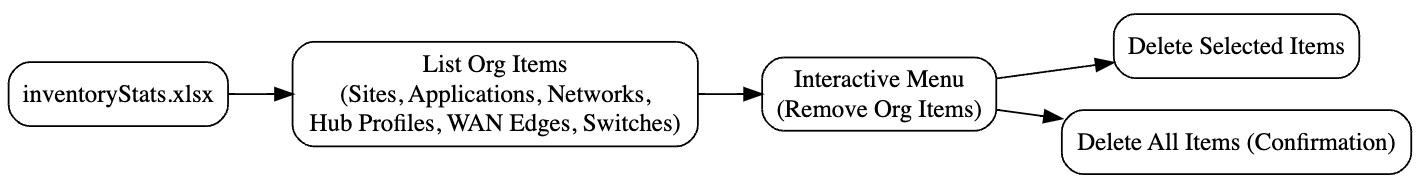 inventoryStats.xlsx
List Org Items
(Sites, Applications, Networks,
Hub Profiles, WAN Edges, Switches)
Interactive Menu
(Remove Org Items)
Delete Selected Items
Delete All Items (Confirmation)